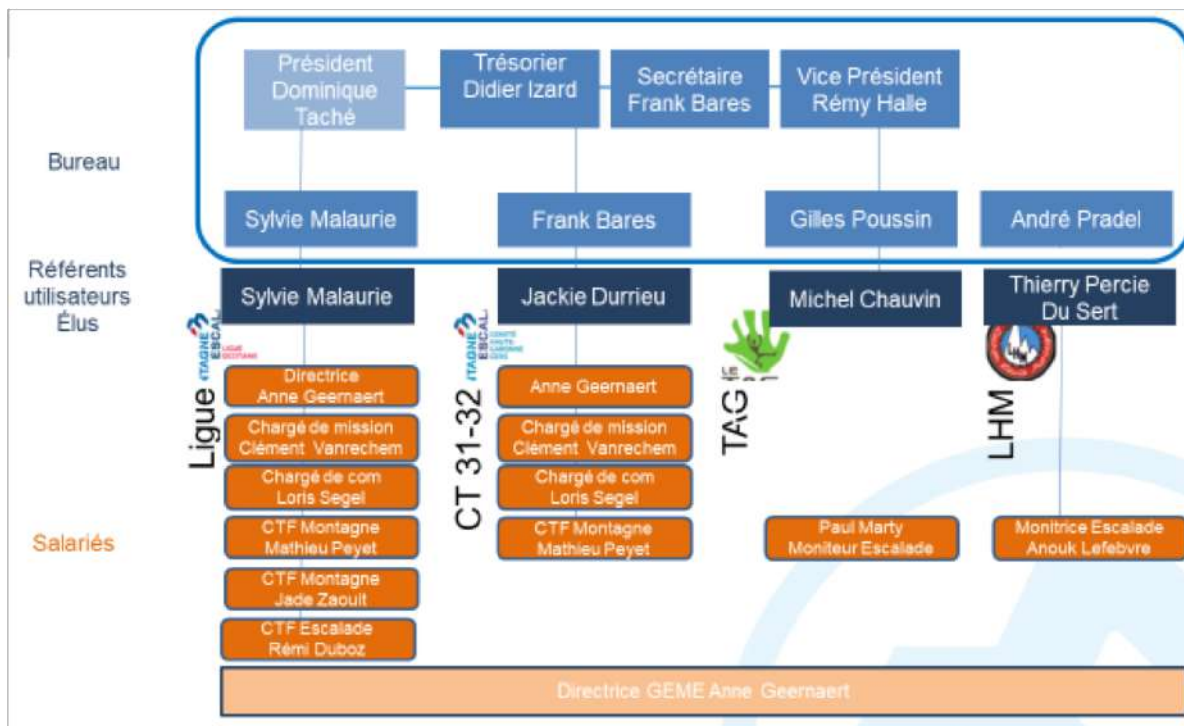 Président
Dominique
Taché
Trésorier
Didier Izard
Secrétaire
Frank Bares
Vice Président
Rémy Halle
Bureau
Sylvie Malaurie
Frank Bares
Gilles Poussin
André Pradel
Référents
utilisateurs
Élus
Sylvie Malaurie
Jackie Durrieu
Michel Chauvin
Thierry Percie
Du Sert
Ligue
CT 31-32
TAG
LHM
LE
Directrice
Anne Geernaert
Chargé de mission
Clément Vanrechem
Chargé de com
Loris Segel
CTF Montagne
Mathieu Peyet
CTF Montagne
Jade Zaouit
CTF Escalade
Rémi Duboz
Anne Geernaert
Chargé de mission
Clément Vanrechem
Chargé de com
Loris Segel
CTF Montagne
Mathieu Peyet
Paul Marty
Moniteur Escalade
Monitrice Escalade
Anouk Lefebvre
Salariés
Directrice GEME Anne Geernaert